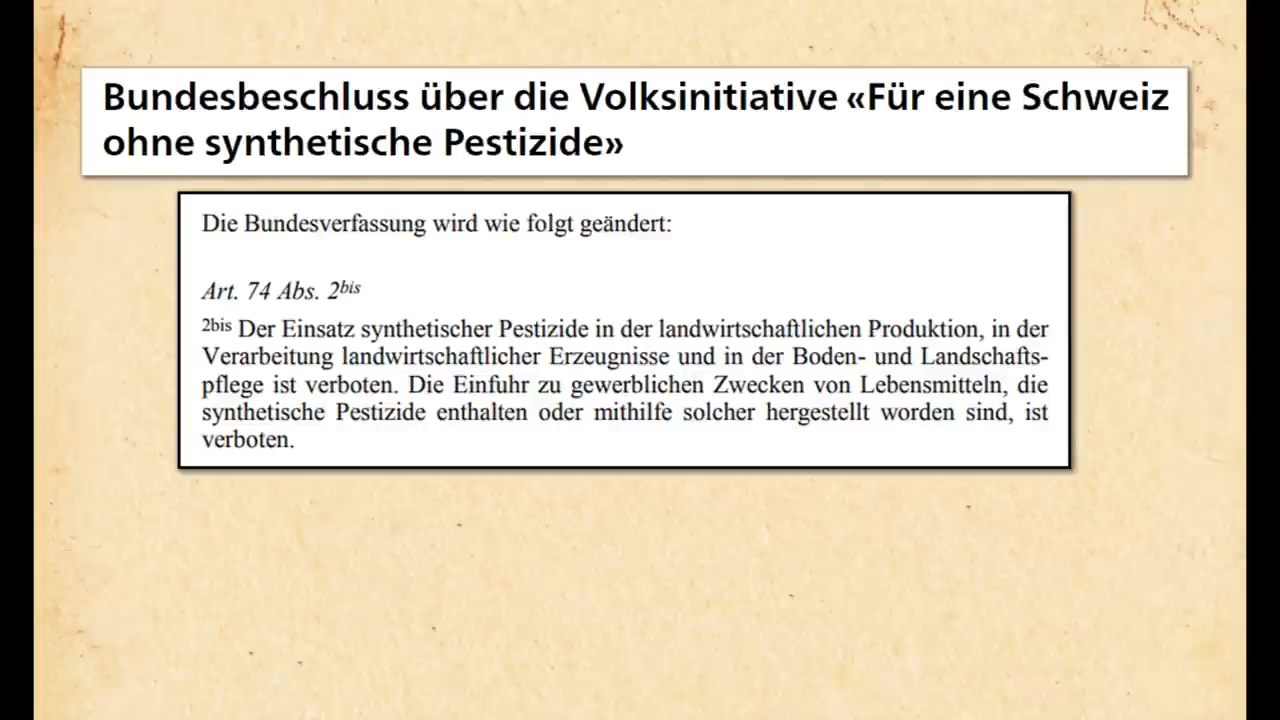 Bundesbeschluss über die Volksinitiative «Für eine Schweiz
ohne synthetische Pestizide»
Die Bundesverfassung wird wie folgt geändert:
Art. 74 Abs. 2bis
2bis Der Einsatz synthetischer Pestizide in der landwirtschaftlichen Produktion, in der
Verarbeitung landwirtschaftlicher Erzeugnisse und in der Boden- und Landschafts-
pflege ist verboten. Die Einfuhr zu gewerblichen Zwecken von Lebensmitteln, die
synthetische Pestizide enthalten oder mithilfe solcher hergestellt worden sind, ist
verboten.